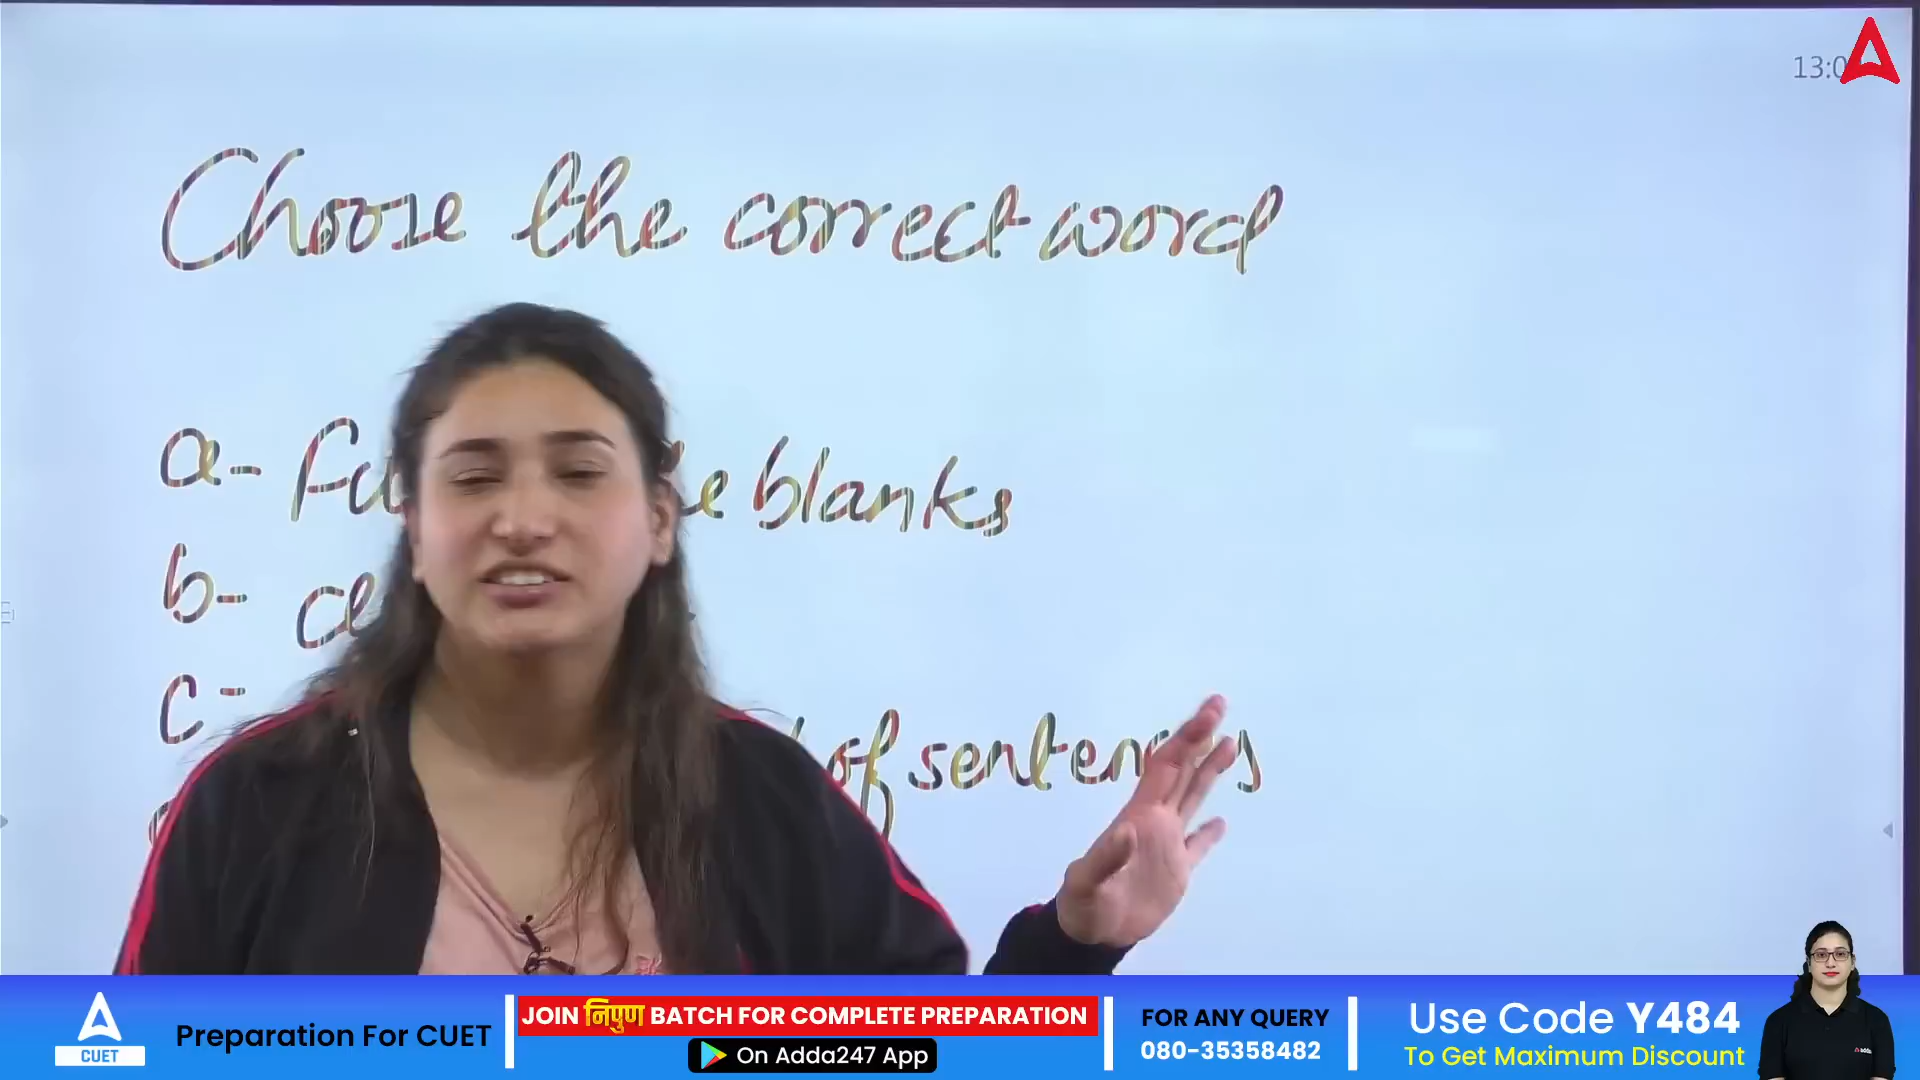 13:0
Choose the correct word
a- the blanks
b-
c- of sentences
CUET
Preparation For CUET
JOIN निपुण BATCH FOR COMPLETE PREPARATION
On Adda247 App
FOR ANY QUERY
080-35358482
Use Code Y484
To Get Maximum Discount